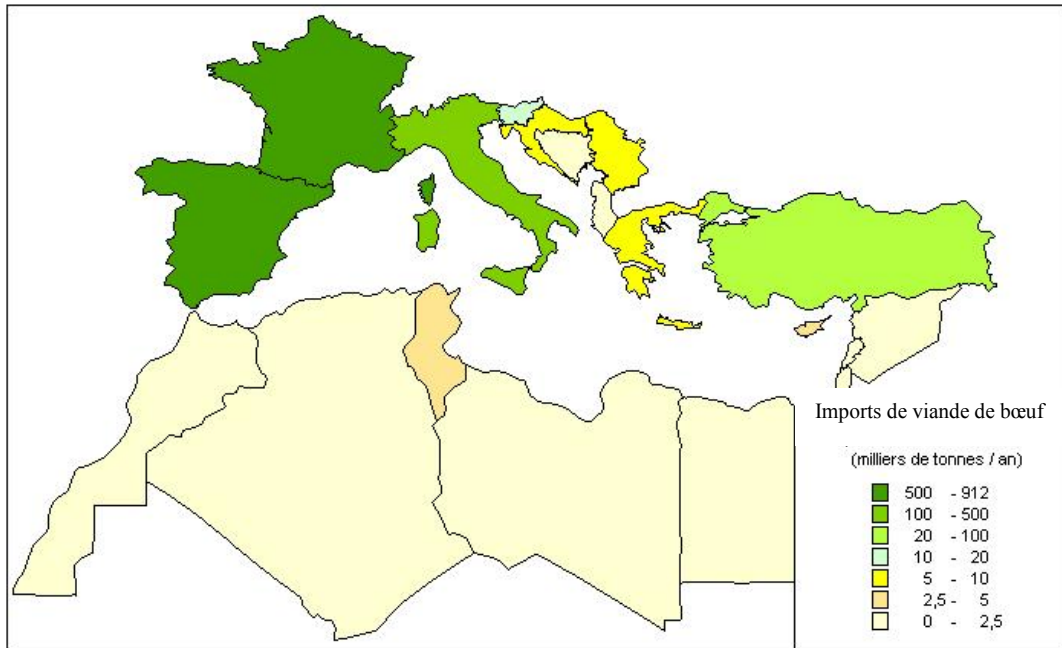 Imports de viande de bœuf
(milliers de tonnes / an)
500 - 912
100 - 500
20 - 100
10 - 20
5 - 10
2,5 - 5
0 - 2,5